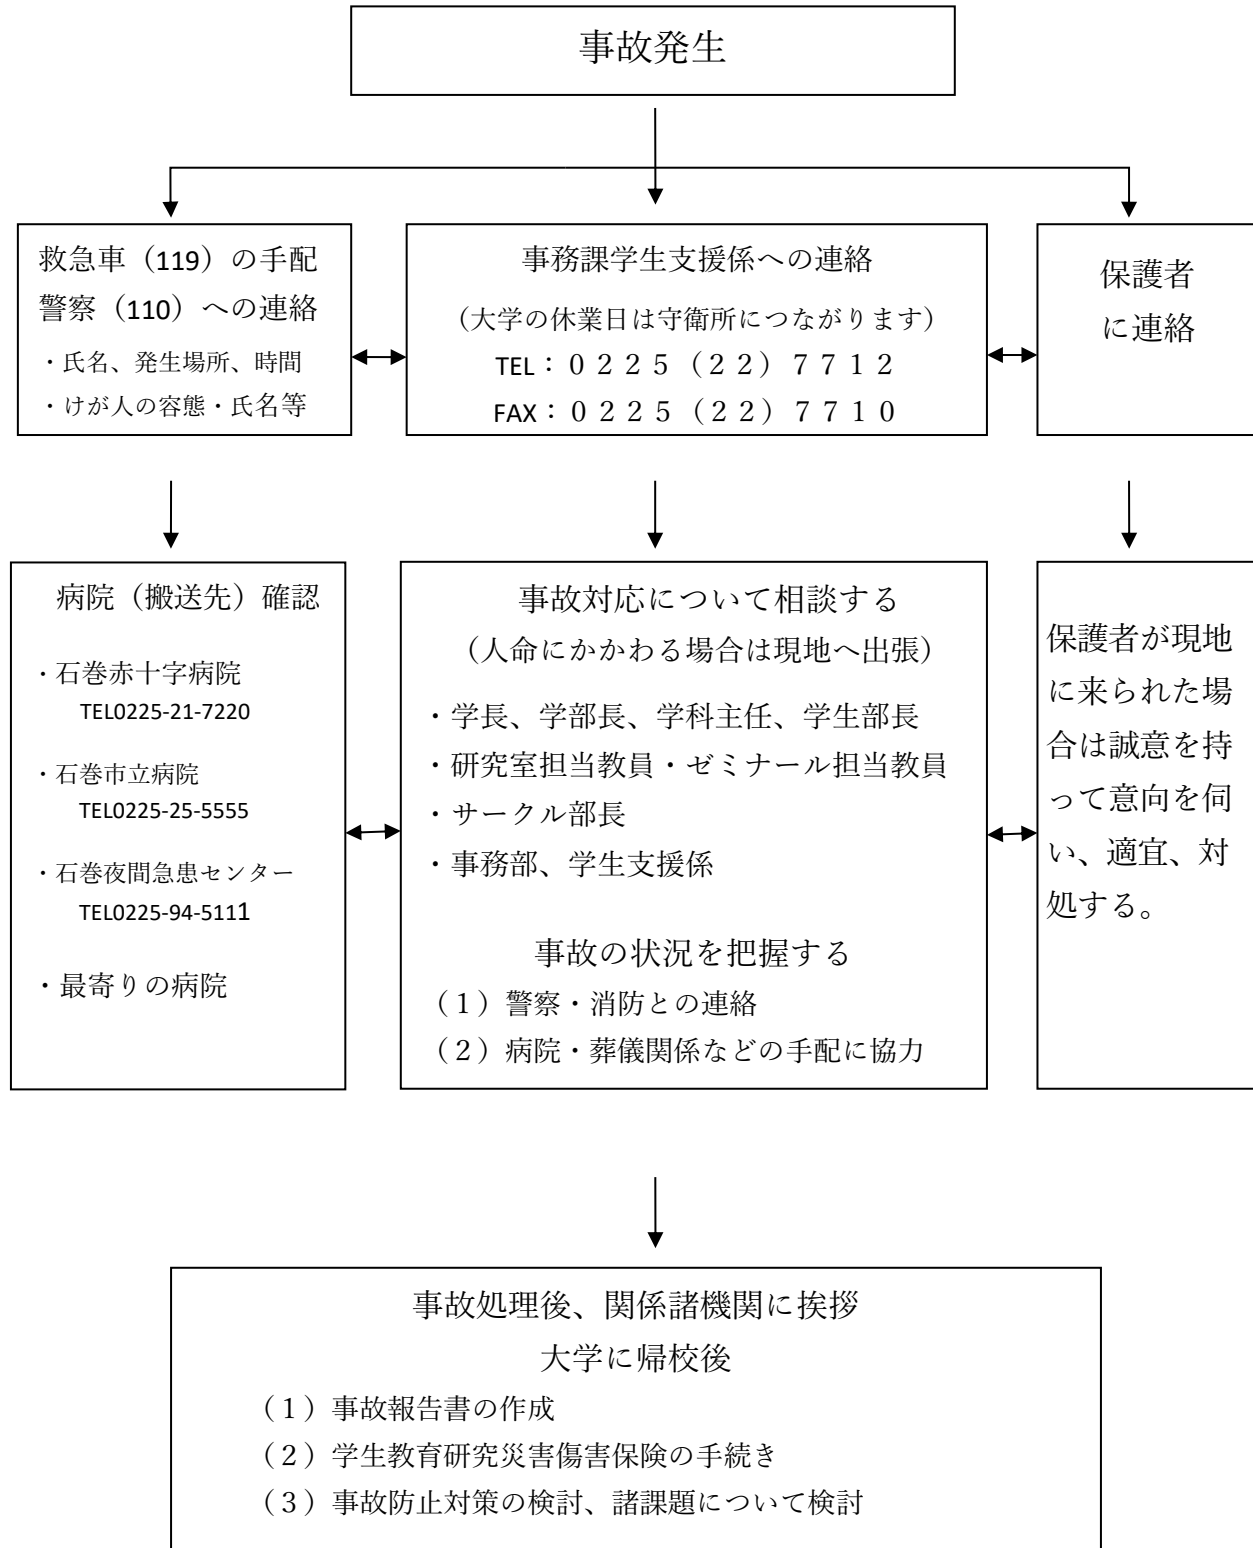 事故発生
救急車（119）の手配
警察（110）への連絡
・氏名、発生場所、時間
・けが人の容態・氏名等
事務課学生支援係への連絡
（大学の休業日は守衛所につながります）
TEL：０２２５（２２）７７１２
FAX：０２２５（２２）７７１０
保護者
に連絡
病院（搬送先）確認
・石巻赤十字病院
TEL0225-21-7220
・石巻市立病院
TEL0225-25-5555
・石巻夜間急患センター
TEL0225-94-5111
・最寄りの病院
事故対応について相談する
（人命にかかわる場合は現地へ出張）
・学長、学部長、学科主任、学生部長
・研究室担当教員・ゼミナール担当教員
・サークル部長
・事務部、学生支援係
事故の状況を把握する
（１）警察・消防との連絡
（２）病院・葬儀関係などの手配に協力
保護者が現地
に来られた場
合は誠意を持
って意向を伺
い、適宜、対
処する。
事故処理後、関係諸機関に挨拶
大学に帰校後
（１）事故報告書の作成
（２）学生教育研究災害傷害保険の手続き
（３）事故防止対策の検討、諸課題について検討